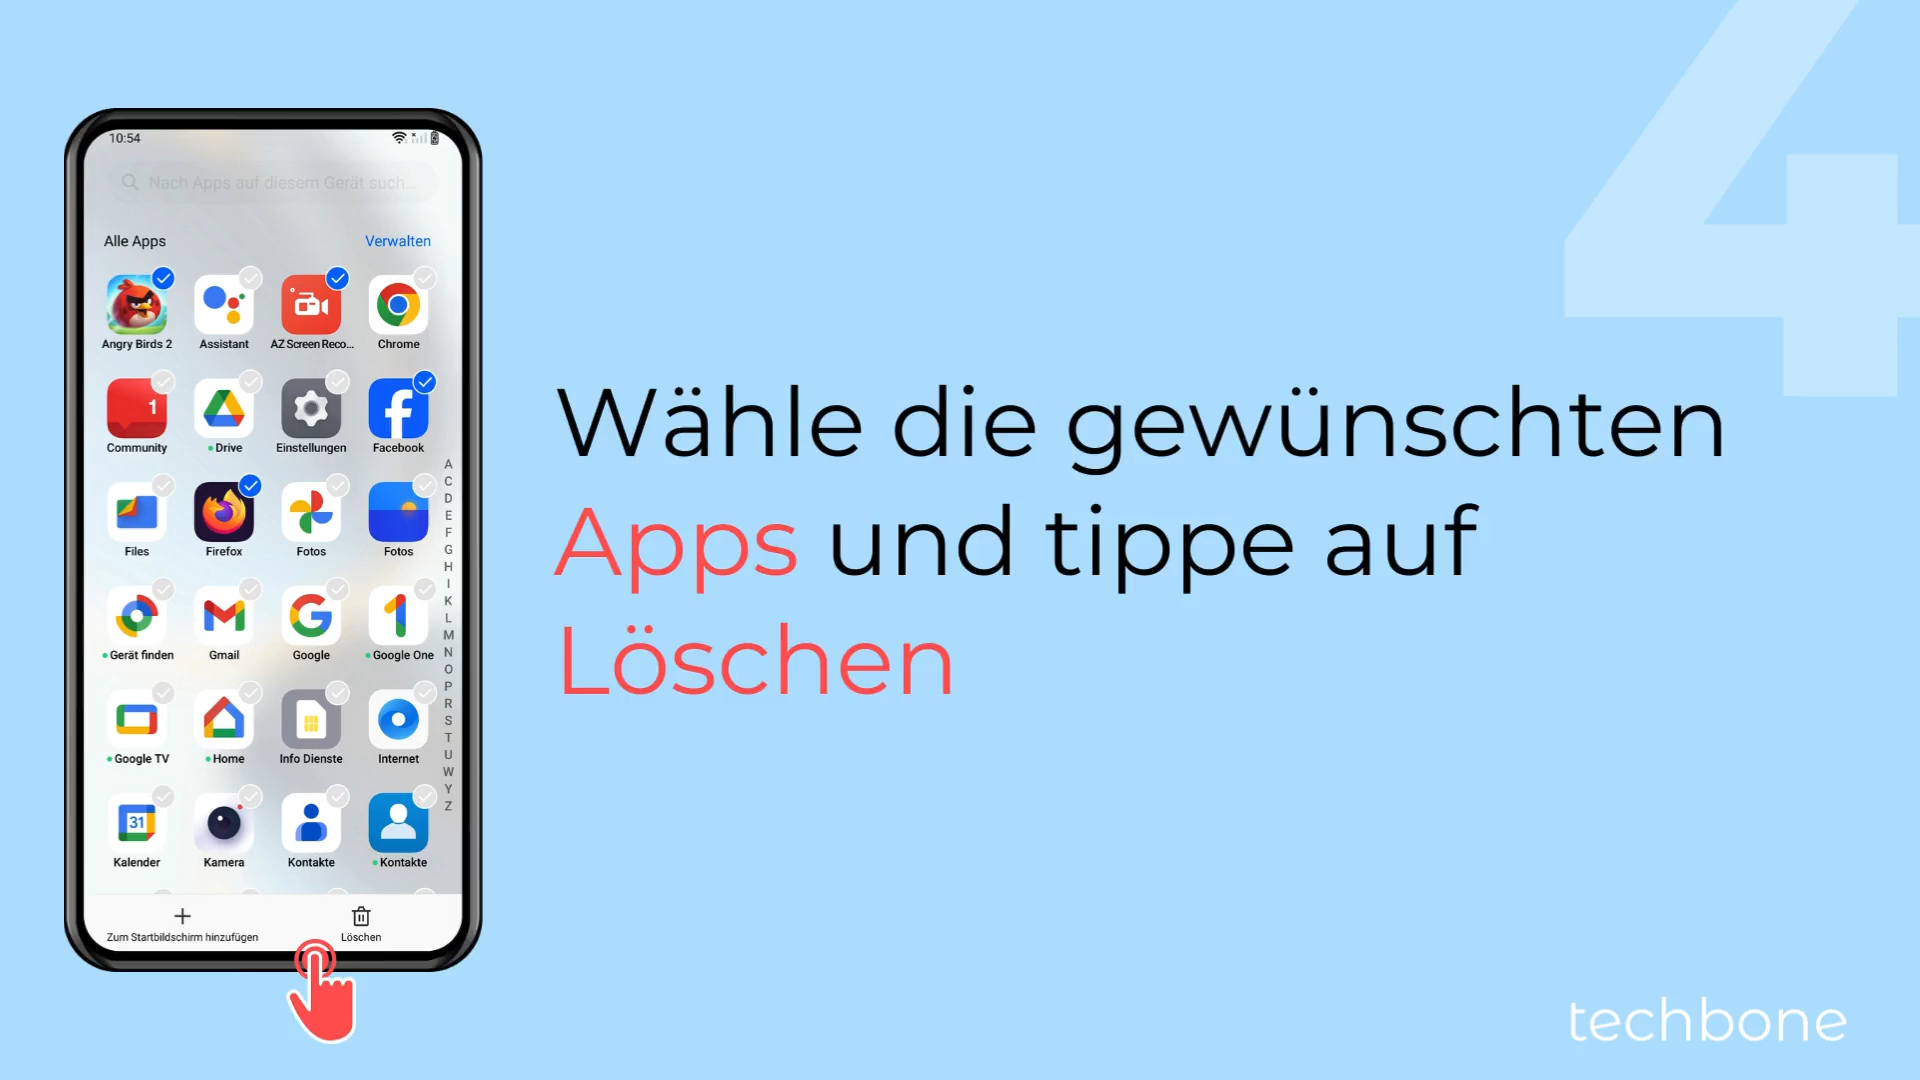 4
10:54
Nach Apps auf diesem Gerät such...
Alle Apps
Verwalten
Angry Birds 2
Assistant
AZ Screen Reco...
Chrome
1
Community
Drive
Einstellungen
Facebook
Files
Firefox
Fotos
Fotos
Gerät finden
Gmail
Google
Google One
Google TV
Home
Info Dienste
Internet
31
Kalender
Kamera
Kontakte
Kontakte
A
C
D
E
F
G
H
I
K
L
M
N
O
P
R
S
T
U
W
Y
Z
Zum Startbildschirm hinzufügen
Löschen
Wähle die gewünschten
Apps und tippe auf
Löschen
techbone